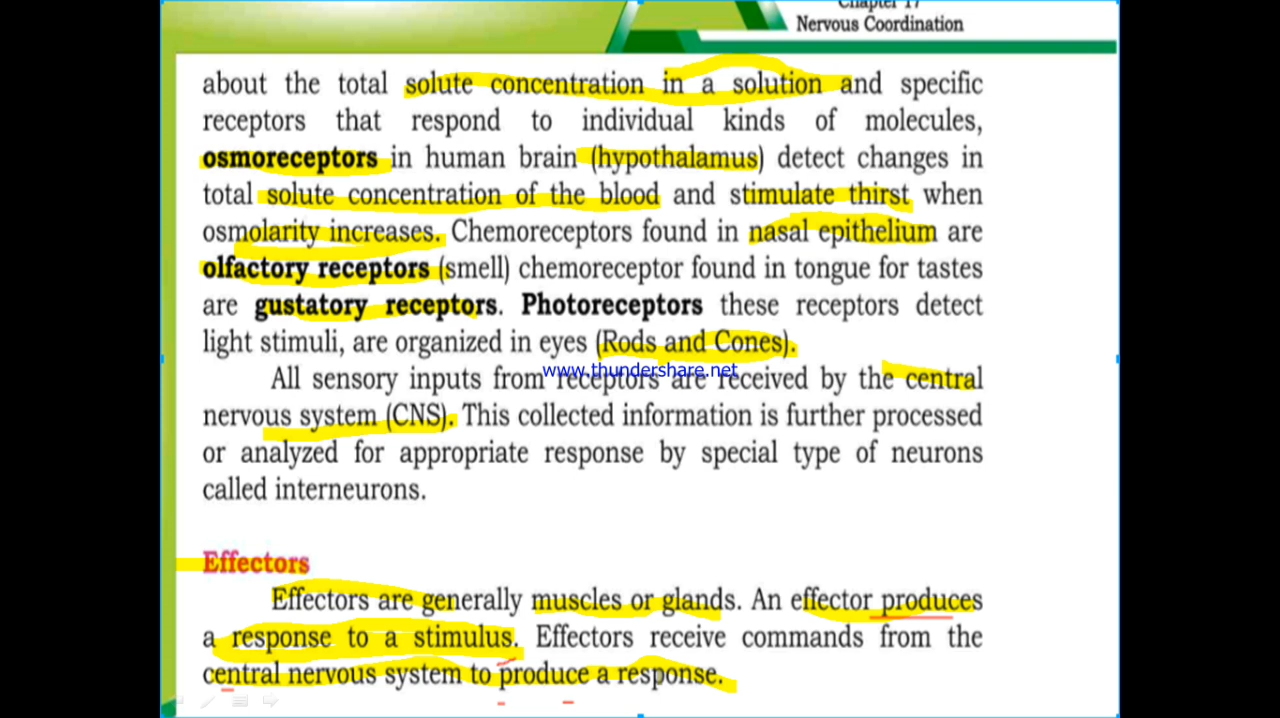 Chapter 17
Nervous Coordination
about the total solute concentration in a solution and specific
receptors that respond to individual kinds of molecules,
osmoreceptors in human brain (hypothalamus) detect changes in
total solute concentration of the blood and stimulate thirst when
osmolarity increases. Chemoreceptors found in nasal epithelium are
olfactory receptors (smell) chemoreceptor found in tongue for tastes
are gustatory receptors. Photoreceptors these receptors detect
light stimuli, are organized in eyes (Rods and Cones).
www.thundershare.net
All sensory inputs from receptors are received by the central
nervous system (CNS). This collected information is further processed
or analyzed for appropriate response by special type of neurons
called interneurons.
Effectors
Effectors are generally muscles or glands. An effector produces
a response to a stimulus. Effectors receive commands from the
central nervous system to produce a response.